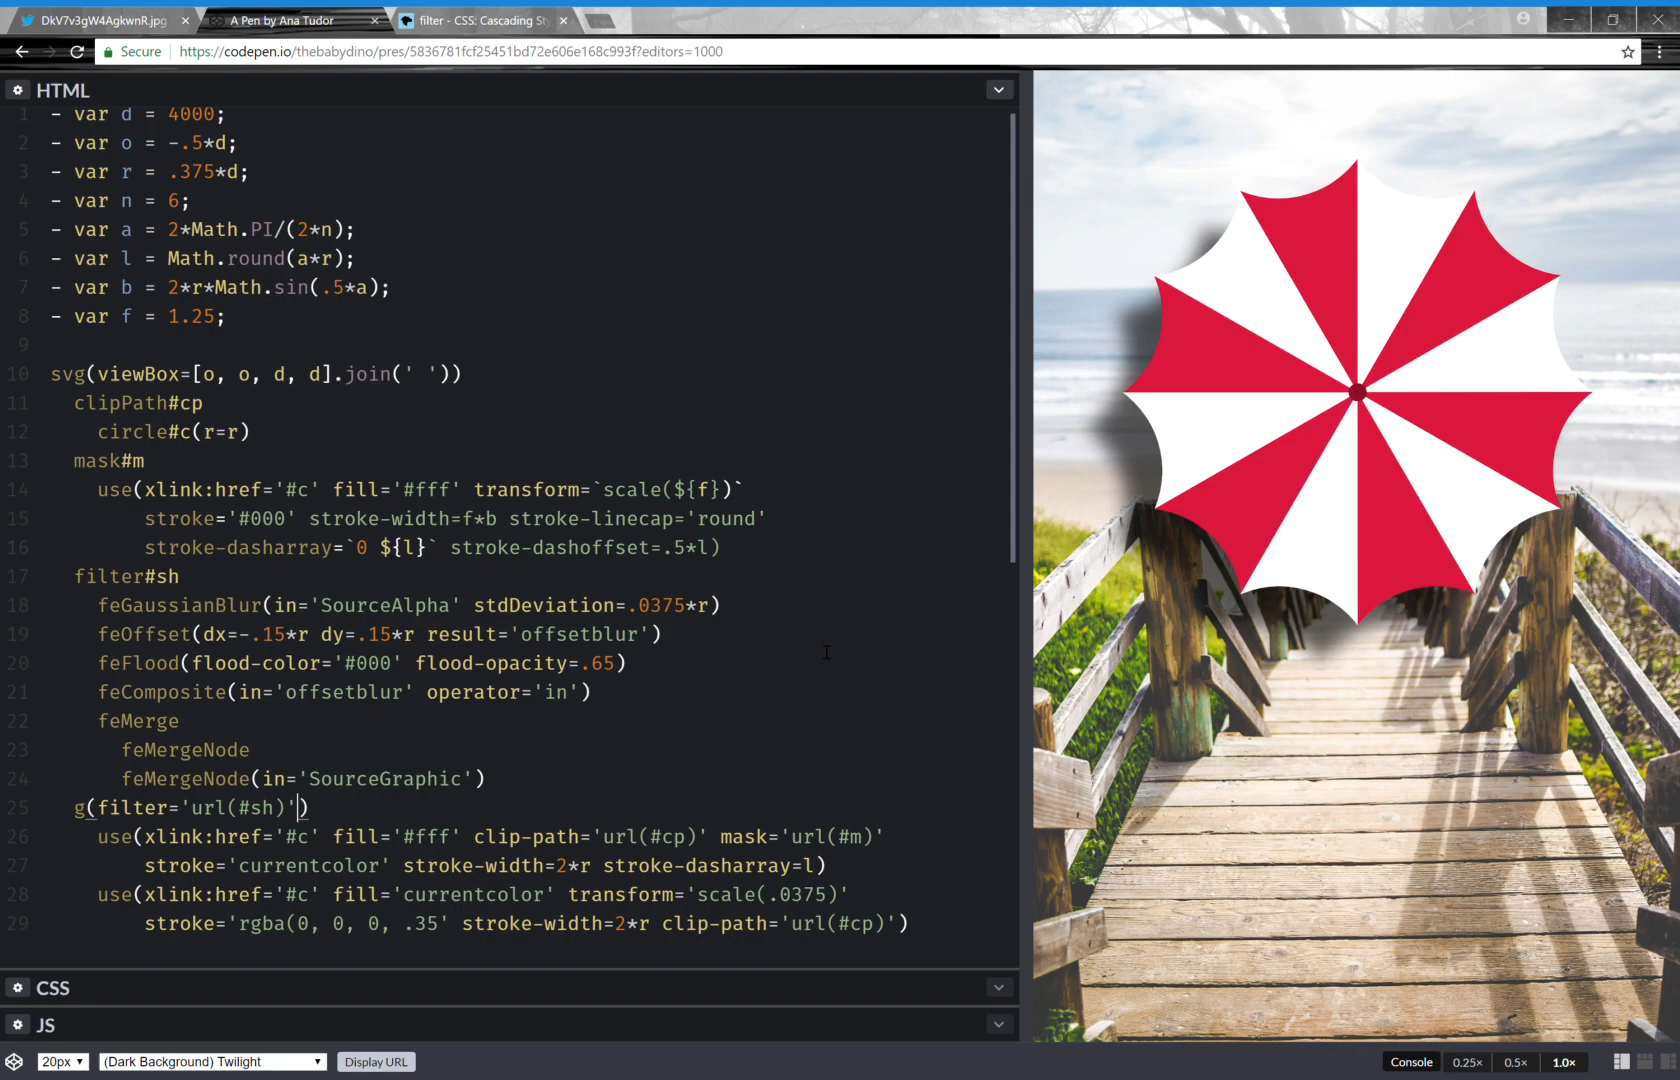 DkV7v3gW4AgkwnR.jpg
A Pen by Ana Tudor
filter - CSS: Cascading St
Secure https://codepen.io/thebabydino/pres/5836781fcf25451bd72e606e168c993f?editors=1000
HTML
1 - var d = 4000;
2 - var o = -.5*d;
3 - var r = .375*d;
4 - var n = 6;
5 - var a = 2*Math.PI/(2*n);
6 - var l = Math.round(a*r);
7 - var b = 2*r*Math.sin(.5*a);
8 - var f = 1.25;
9
10 svg(viewBox=[o, o, d, d].join(' '))
11 clipPath#cp
12 circle#c(r=r)
13 mask#m
14 use(xlink:href='#c' fill='#fff' transform=`scale(${f})`
15 stroke='#000' stroke-width=f*b stroke-linecap='round'
16 stroke-dasharray=`0 ${l}` stroke-dashoffset=.5*l)
17 filter#sh
18 feGaussianBlur(in='SourceAlpha' stdDeviation=.0375*r)
19 feOffset(dx=-.15*r dy=.15*r result='offsetblur')
20 feFlood(flood-color='#000' flood-opacity=.65)
21 feComposite(in='offsetblur' operator='in')
22 feMerge
23 feMergeNode
24 feMergeNode(in='SourceGraphic')
25 g(filter='url(#sh)')
26 use(xlink:href='#c' fill='#fff' clip-path='url(#cp)' mask='url(#m)'
27 stroke='currentcolor' stroke-width=2*r stroke-dasharray=l)
28 use(xlink:href='#c' fill='currentcolor' transform='scale(.0375)'
29 stroke='rgba(0, 0, 0, .35' stroke-width=2*r clip-path='url(#cp)')
CSS
JS
20px (Dark Background) Twilight Display URL Console 0.25× 0.5× 1.0×